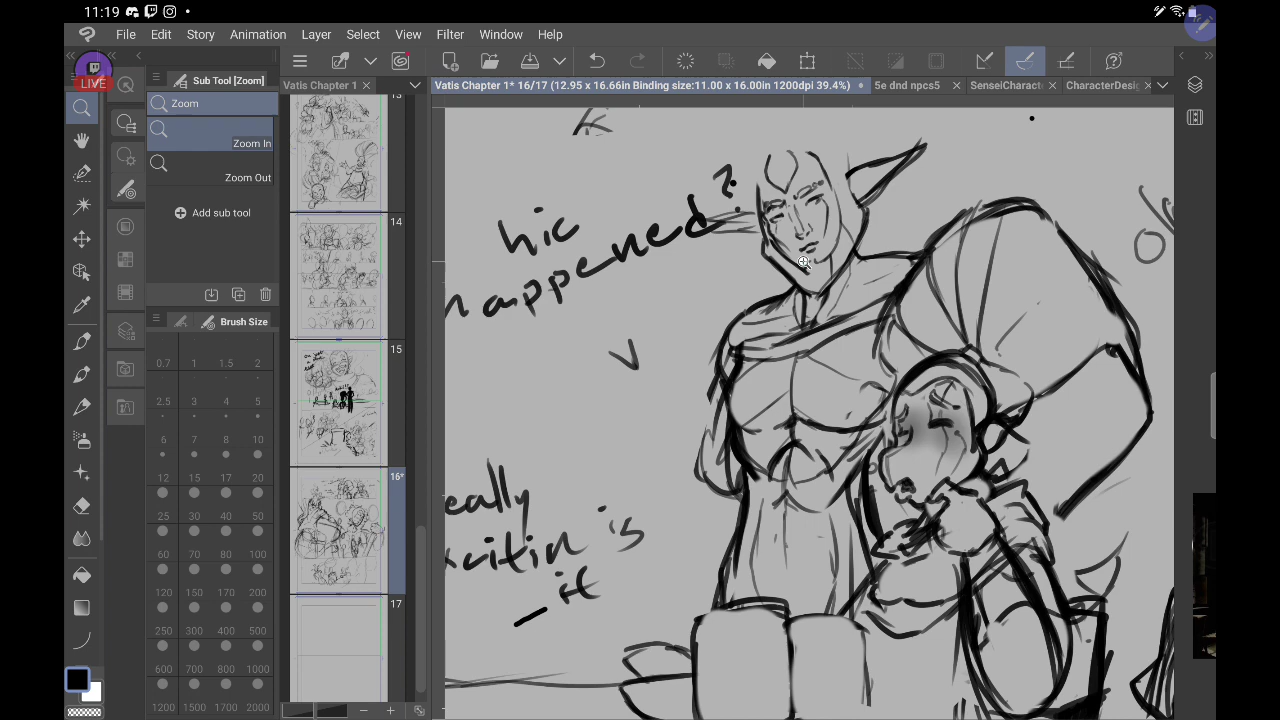 11:19
File Edit Story Animation Layer Select View Filter Window Help
LIVE
Sub Tool [Zoom]
Vatis Chapter 1
Vatis Chapter 1* 16/17 (12.95 x 16.66in Binding size:11.00 x 16.00in 1200dpi 39.4%)
5e dnd npcs5
SenselCharact
CharacterDesig
Zoom
Zoom In
Zoom Out
Add sub tool
Brush Size
0.7 1 1.5 2
2.5 3 4 5
6 7 8 10
12 15 17 20
25 30 40 50
60 70 80 100
120 150 170 200
250 300 400 500
600 700 800 1000
1200 1500 1700 2000
13
14
15
16*
17
hic
happened?
eally
xcitin is
it